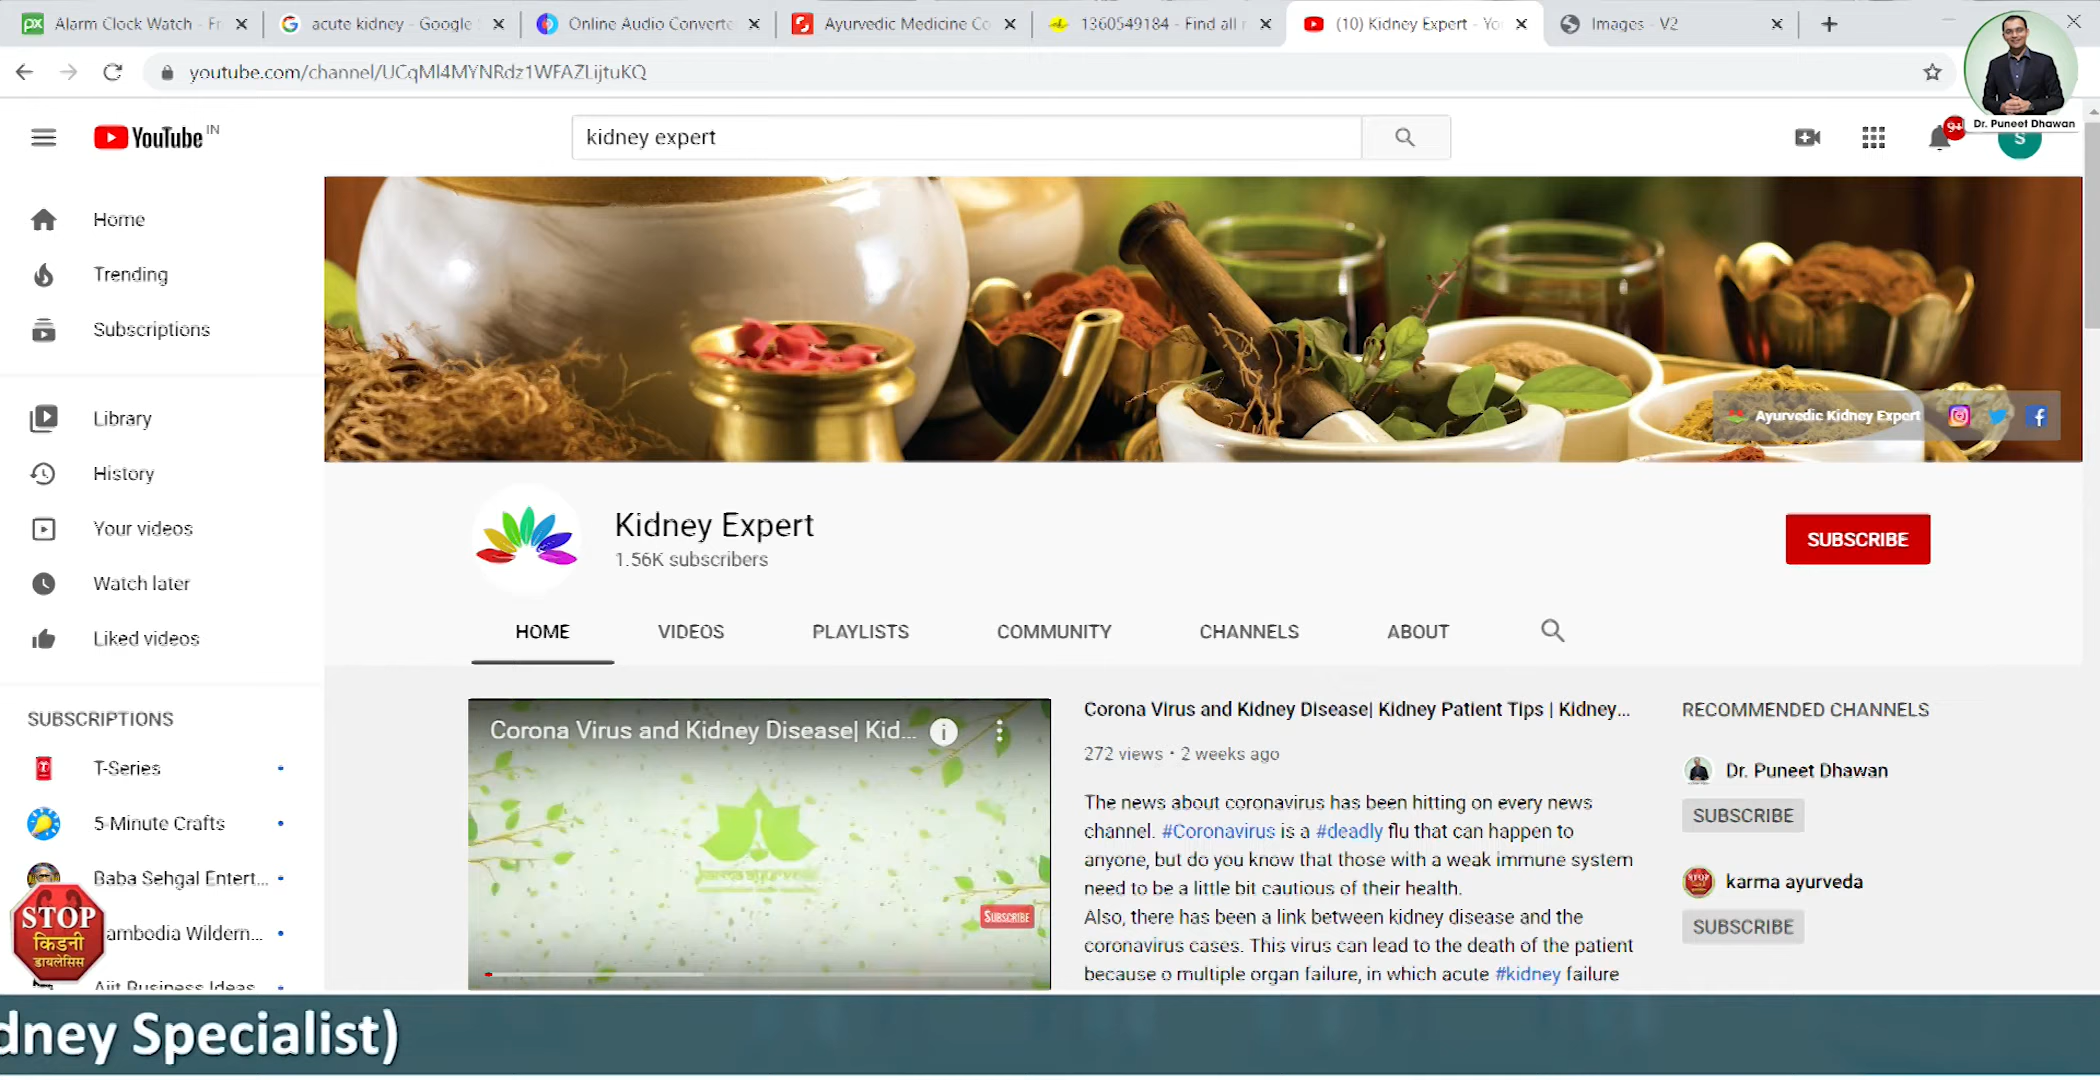 Alarm Clock Watch - Fr
acute kidney - Google S
Online Audio Converte
Ayurvedic Medicine Co
1360549184 - Find all r
(10) Kidney Expert - Yo
Images - V2
youtube.com/channel/UCqMl4MYNRdz1WFAZLijtuKQ
Dr. Puneet Dhawan
YouTube IN
kidney expert
S
Home
Trending
Subscriptions
Library
History
Your videos
Watch later
Liked videos
SUBSCRIPTIONS
T-Series
5-Minute Crafts
Baba Sehgal Entert...
ambodia Wildern...
Ajit Business Ideas
STOP
किडनी
डायलेसिस
Ayurvedic Kidney Expert
Kidney Expert
1.56K subscribers
SUBSCRIBE
HOME
VIDEOS
PLAYLISTS
COMMUNITY
CHANNELS
ABOUT
Corona Virus and Kidney Disease| Kid...
SUBSCRIBE
Corona Virus and Kidney Disease| Kidney Patient Tips | Kidney...
272 views • 2 weeks ago
The news about coronavirus has been hitting on every news
channel. #Coronavirus is a #deadly flu that can happen to
anyone, but do you know that those with a weak immune system
need to be a little bit cautious of their health.
Also, there has been a link between kidney disease and the
coronavirus cases. This virus can lead to the death of the patient
because o multiple organ failure, in which acute #kidney failure
RECOMMENDED CHANNELS
Dr. Puneet Dhawan
SUBSCRIBE
karma ayurveda
SUBSCRIBE
dney Specialist)